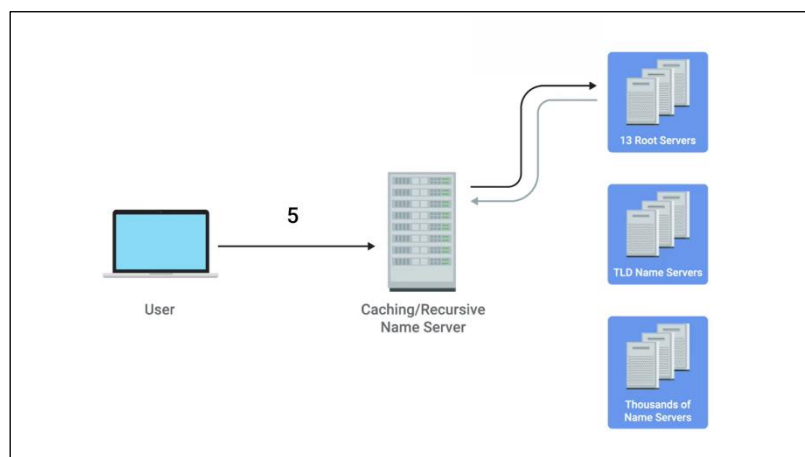 5
User
Caching/Recursive
Name Server
13 Root Servers
TLD Name Servers
Thousands of
Name Servers